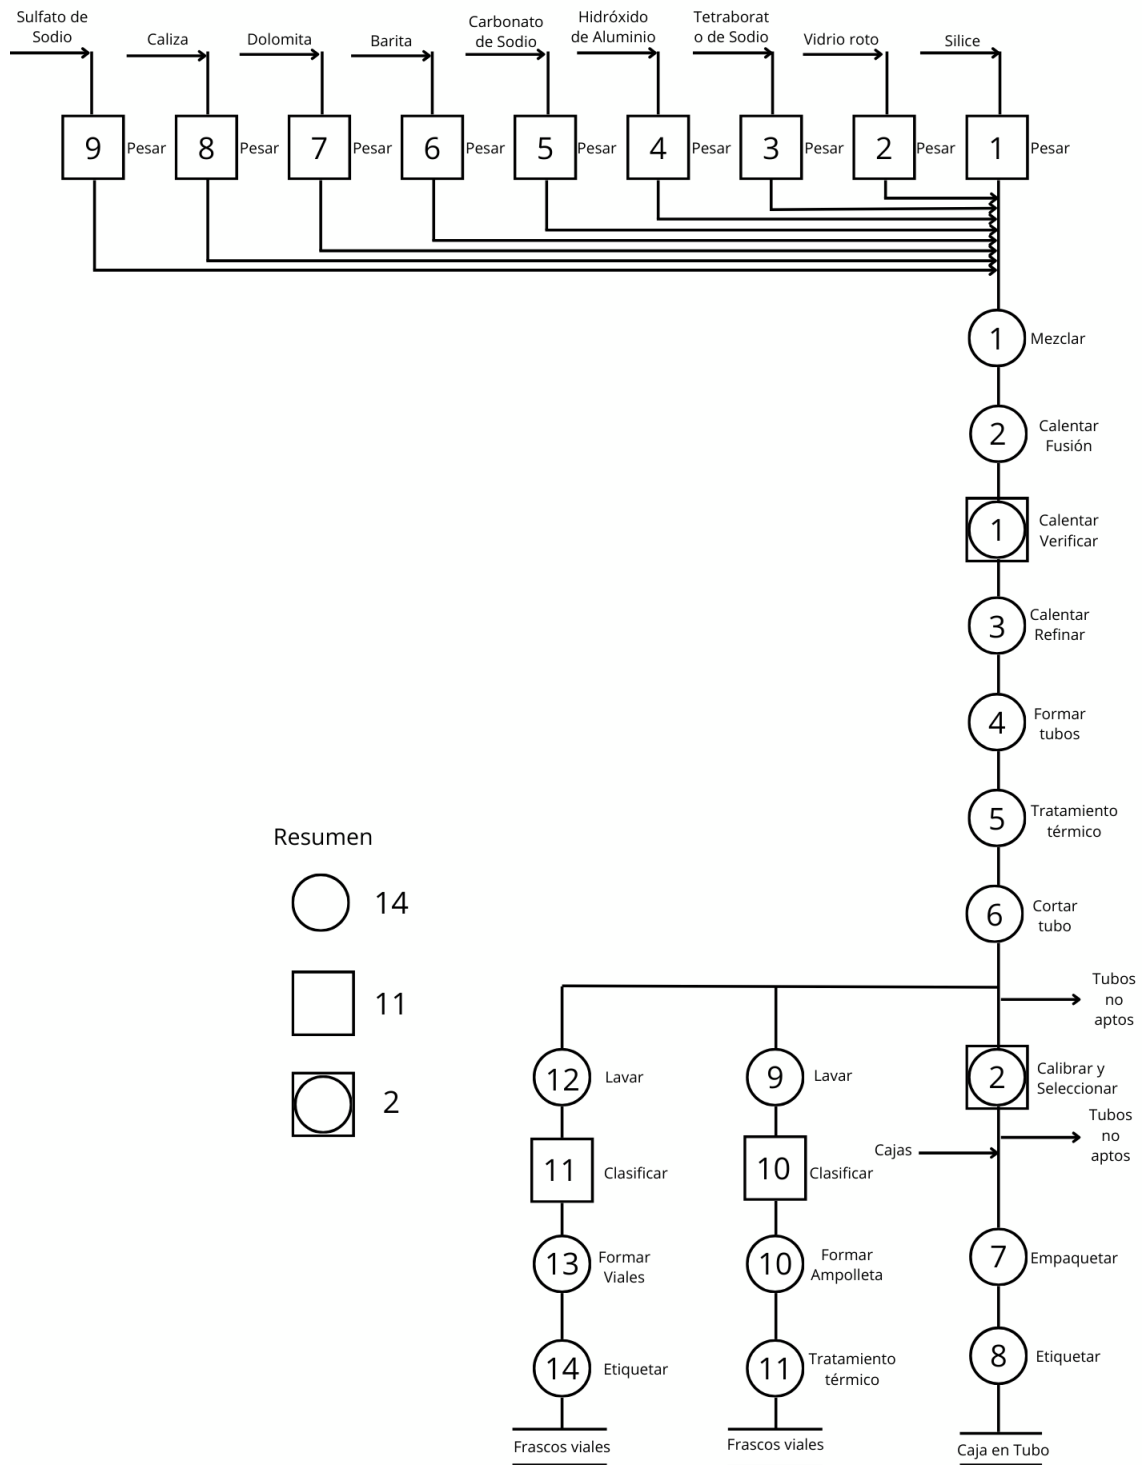 Sulfato de
Sodio
Caliza
Dolomita
Barita
Carbonato
de Sodio
Hidróxido
de Aluminio
Tetraborat
o de Sodio
Vidrio roto
Silice
9 Pesar
8 Pesar
7 Pesar
6 Pesar
5 Pesar
4 Pesar
3 Pesar
2 Pesar
1 Pesar
1 Mezclar
2 Calentar
Fusión
1 Calentar
Verificar
3 Calentar
Refinar
4 Formar
tubos
5 Tratamiento
térmico
6 Cortar
tubo
Tubos
no
aptos
2 Calibrar y
Seleccionar
Tubos
no
aptos
Cajas
7 Empaquetar
8 Etiquetar
Caja en Tubo
9 Lavar
10 Clasificar
10 Formar
Ampolleta
11 Tratamiento
térmico
Frascos viales
12 Lavar
11 Clasificar
13 Formar
Viales
14 Etiquetar
Frascos viales
Resumen
14
11
2